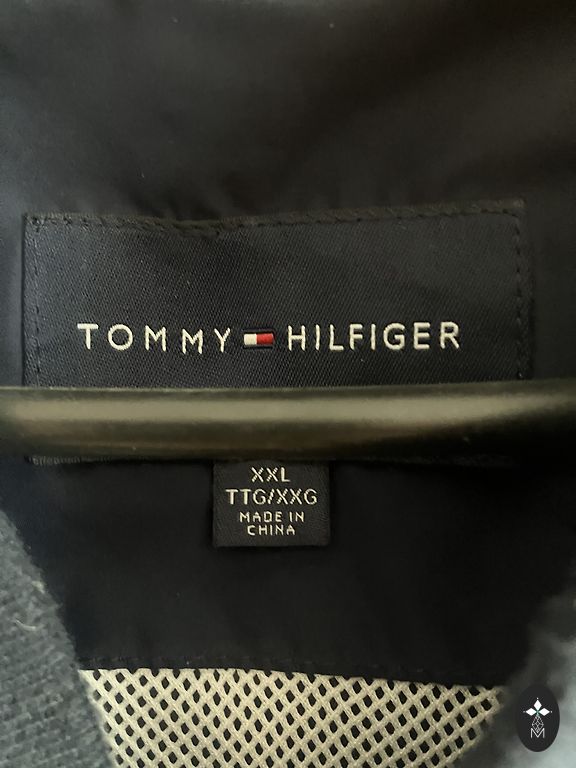 TOMMY HILFIGER
XXL
TTG/XXG
MADE IN
CHINA
M